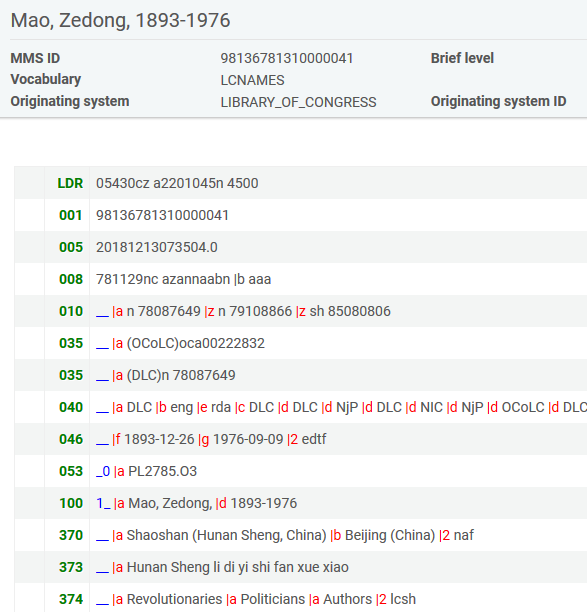 Mao, Zedong, 1893-1976
MMS ID 98136781310000041 Brief level
Vocabulary LCNAMES
Originating system LIBRARY_OF_CONGRESS Originating system ID
LDR 05430cz a2201045n 4500
001 98136781310000041
005 20181213073504.0
008 781129nc azannaabn |b aaa
010 __ |a n 78087649 |z n 79108866 |z sh 85080806
035 __ |a (OCoLC)oca00222832
035 __ |a (DLC)n 78087649
040 __ |a DLC |b eng |e rda |c DLC |d DLC |d NjP |d DLC |d NIC |d NjP |d OCoLC |d DLC
046 __ |f 1893-12-26 |g 1976-09-09 |2 edtf
053 _0 |a PL2785.O3
100 1_ |a Mao, Zedong, |d 1893-1976
370 __ |a Shaoshan (Hunan Sheng, China) |b Beijing (China) |2 naf
373 __ |a Hunan Sheng li di yi shi fan xue xiao
374 __ |a Revolutionaries |a Politicians |a Authors |2 lcsh